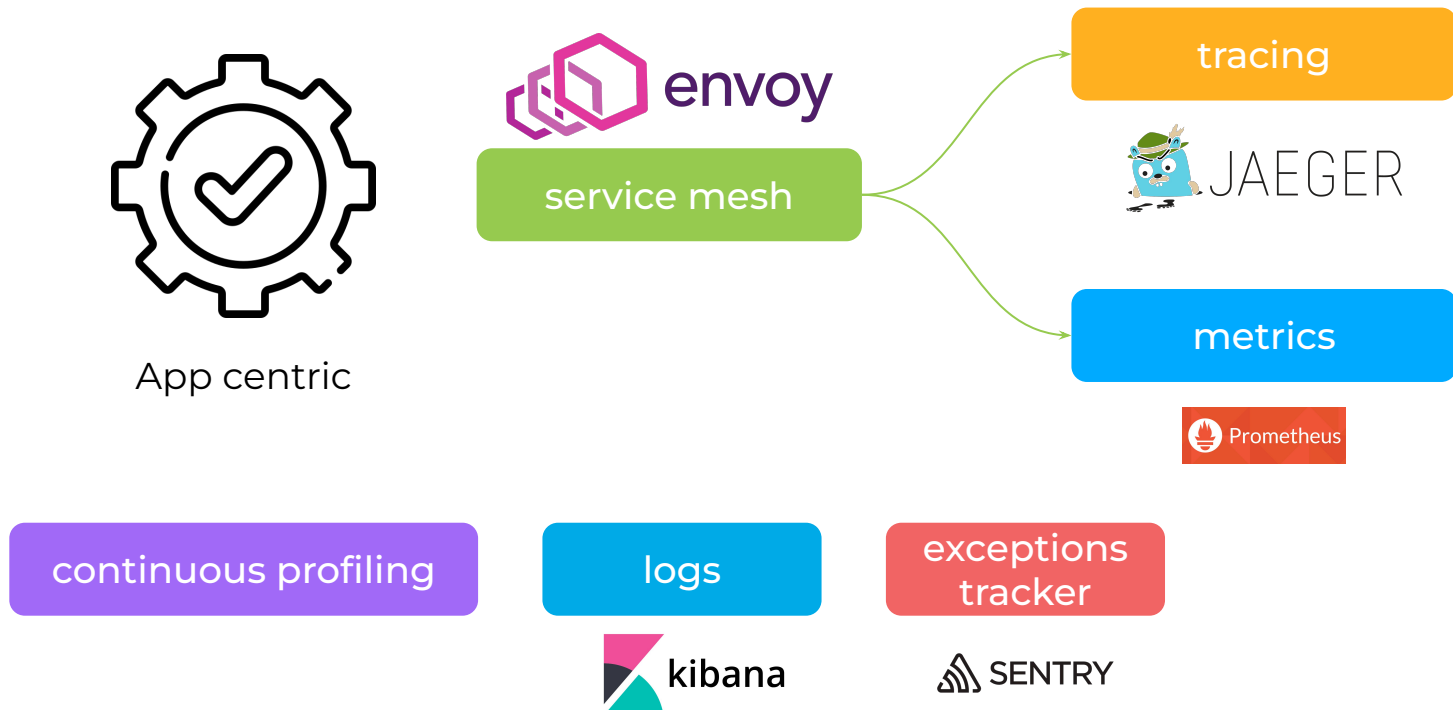 envoy
service mesh
tracing
JAEGER
App centric
metrics
Prometheus
continuous profiling
logs
exceptions
tracker
kibana
SENTRY